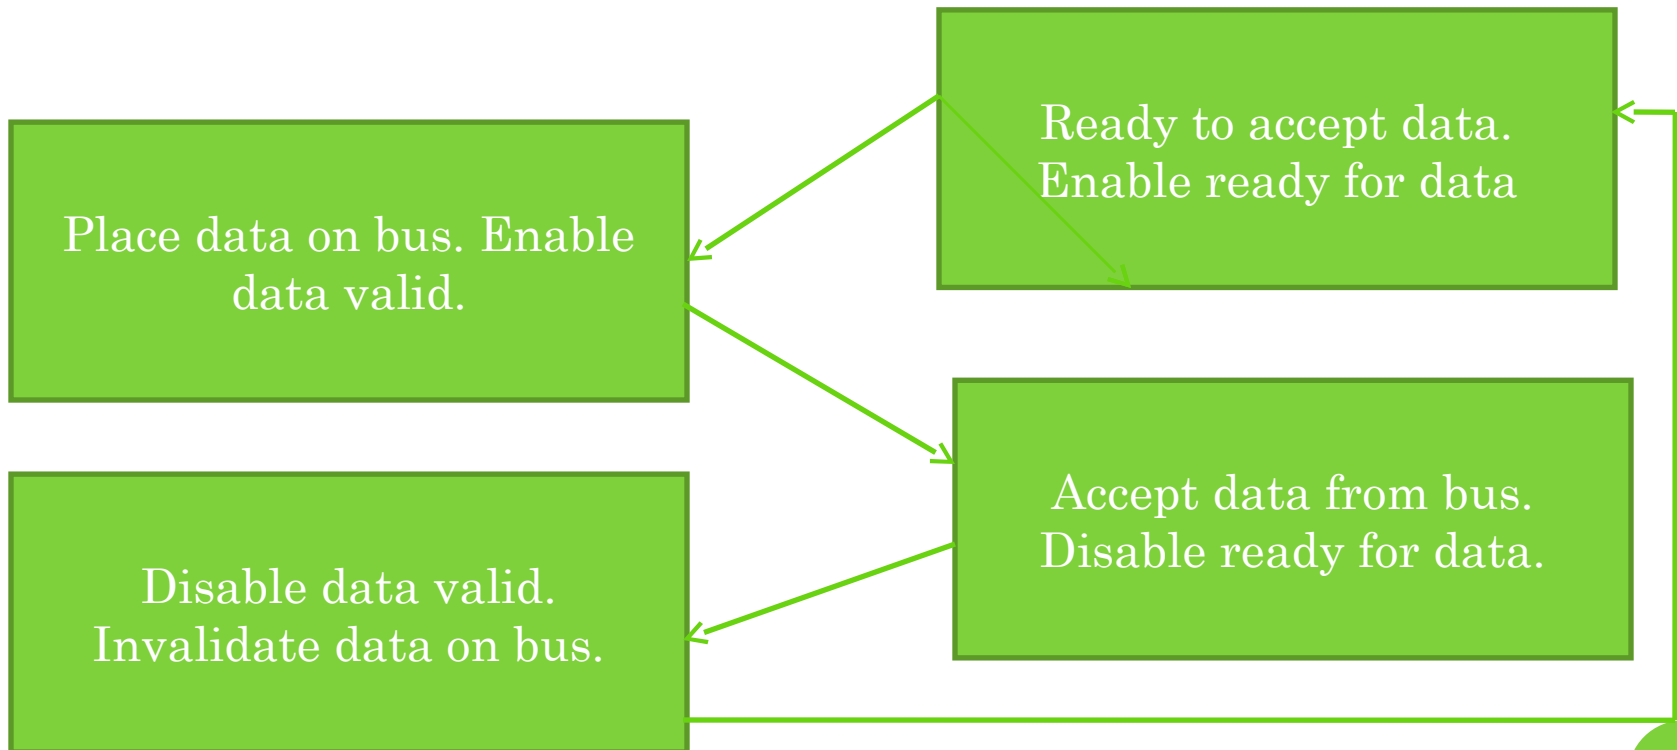 Ready to accept data.
Enable ready for data
Place data on bus. Enable
data valid.
Accept data from bus.
Disable ready for data.
Disable data valid.
Invalidate data on bus.